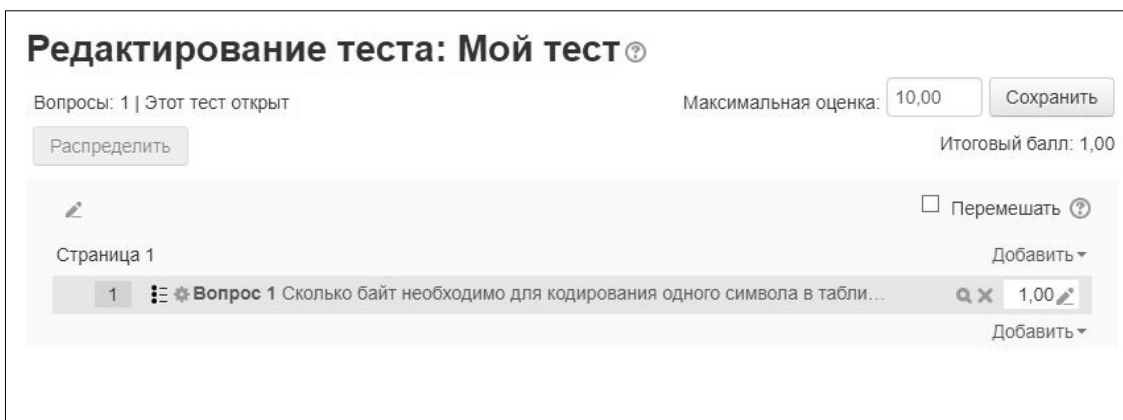 Редактирование теста: Мой тест
Вопросы: 1 | Этот тест открыт
Максимальная оценка: 10,00 Сохранить
Распределить
Итоговый балл: 1,00
Перемешать
Страница 1
Добавить
1 Вопрос 1 Сколько байт необходимо для кодирования одного символа в табли... 1,00
Добавить